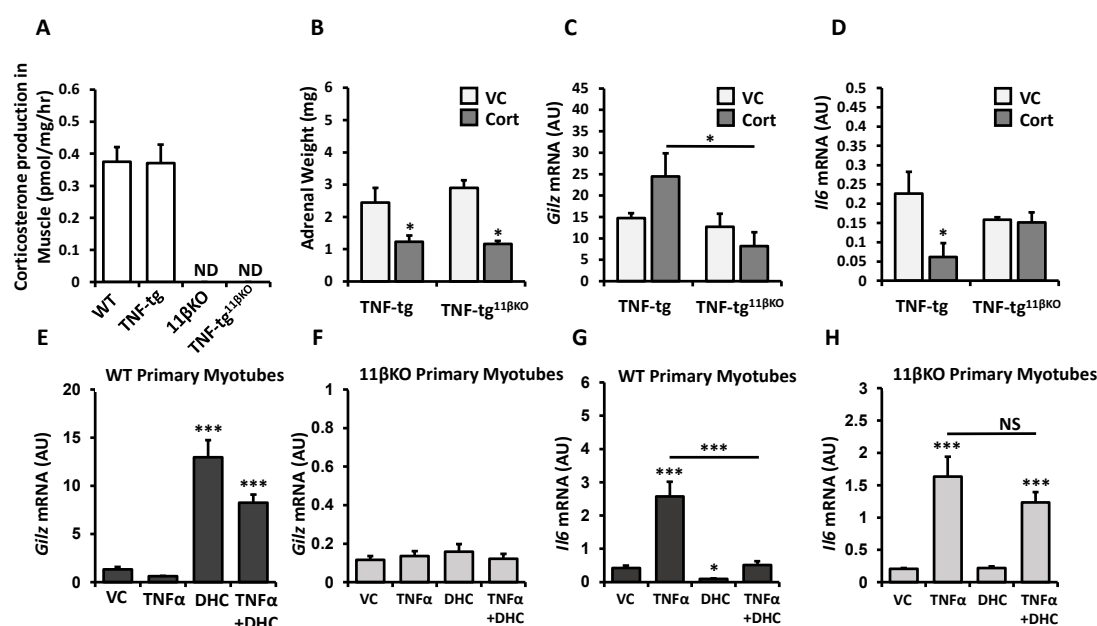 A
Corticosterone production in
Muscle (pmol/mg/hr)
0.6
0.5
0.4
0.3
0.2
0.1
0
ND
ND
WT
TNF-tg
11βKO
TNF-tg11βKO
B
Adrenal Weight (mg)
6
5
4
3
2
1
0
VC
Cort
*
*
TNF-tg
TNF-tg11βKO
C
Gilz mRNA (AU)
45
40
35
30
25
20
15
10
5
0
VC
Cort
*
TNF-tg
TNF-tg11βKO
D
Il6 mRNA (AU)
0.5
0.45
0.4
0.35
0.3
0.25
0.2
0.15
0.1
0.05
0
VC
Cort
*
TNF-tg
TNF-tg11βKO
E
WT Primary Myotubes
Gilz mRNA (AU)
20
15
10
5
0
***
***
VC
TNFα
DHC
TNFα
+DHC
F
11βKO Primary Myotubes
Gilz mRNA (AU)
1
0.8
0.6
0.4
0.2
0
VC
TNFα
DHC
TNFα
+DHC
G
WT Primary Myotubes
Il6 mRNA (AU)
6
5
4
3
2
1
0
***
***
*
VC
TNFα
DHC
TNFα
+DHC
H
11βKO Primary Myotubes
Il6 mRNA (AU)
3
2.5
2
1.5
1
0.5
0
NS
***
***
VC
TNFα
DHC
TNFα
+DHC